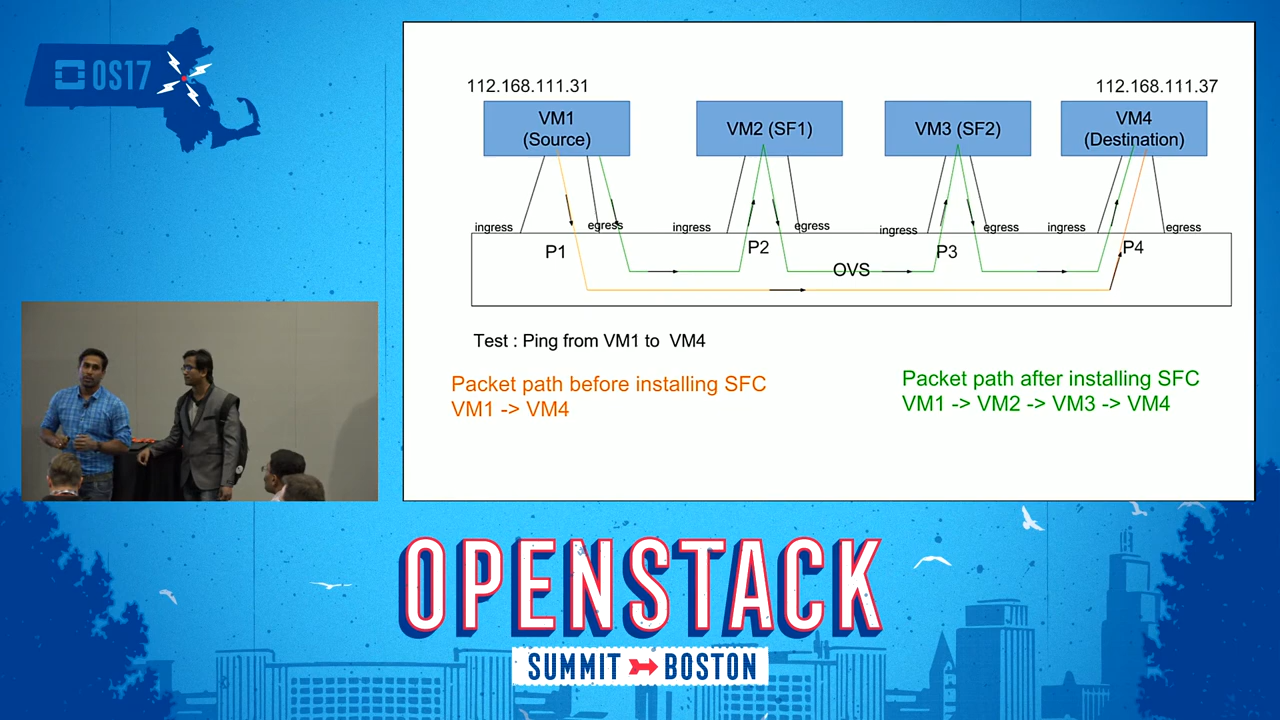 OS17
112.168.111.31
112.168.111.37
VM1
(Source)
VM2 (SF1)
VM3 (SF2)
VM4
(Destination)
ingress
egress
ingress
egress
ingress
egress
ingress
egress
P1
P2
P3
P4
OVS
Test : Ping from VM1 to VM4
Packet path before installing SFC
VM1 -> VM4
Packet path after installing SFC
VM1 -> VM2 -> VM3 -> VM4
OPENSTACK
SUMMIT BOSTON